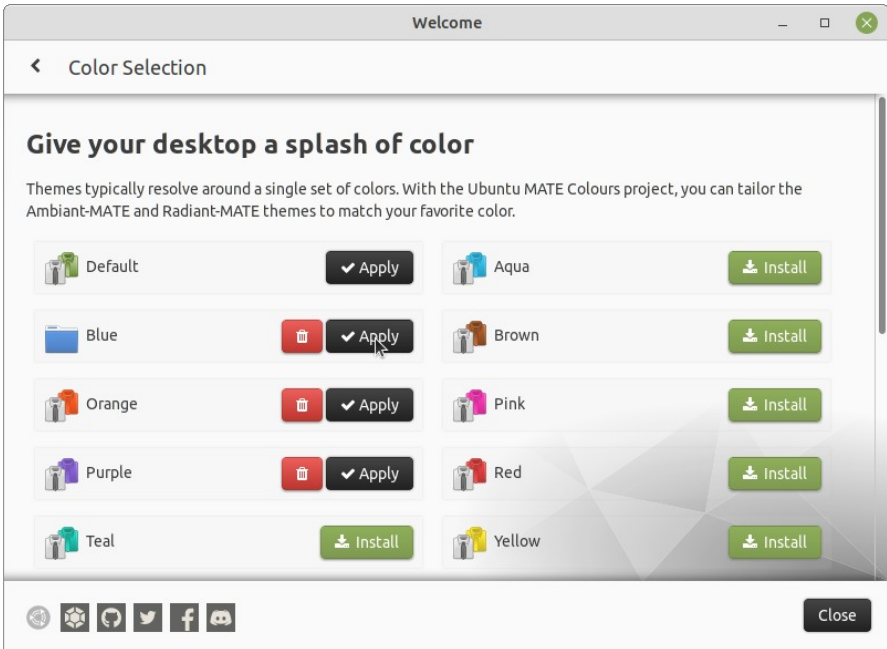 Welcome
Color Selection
Give your desktop a splash of color
Themes typically resolve around a single set of colors. With the Ubuntu MATE Colours project, you can tailor the
Ambiant-MATE and Radiant-MATE themes to match your favorite color.
Default Apply Aqua Install
Blue Apply Brown Install
Orange Apply Pink Install
Purple Apply Red Install
Teal Install Yellow Install
Close